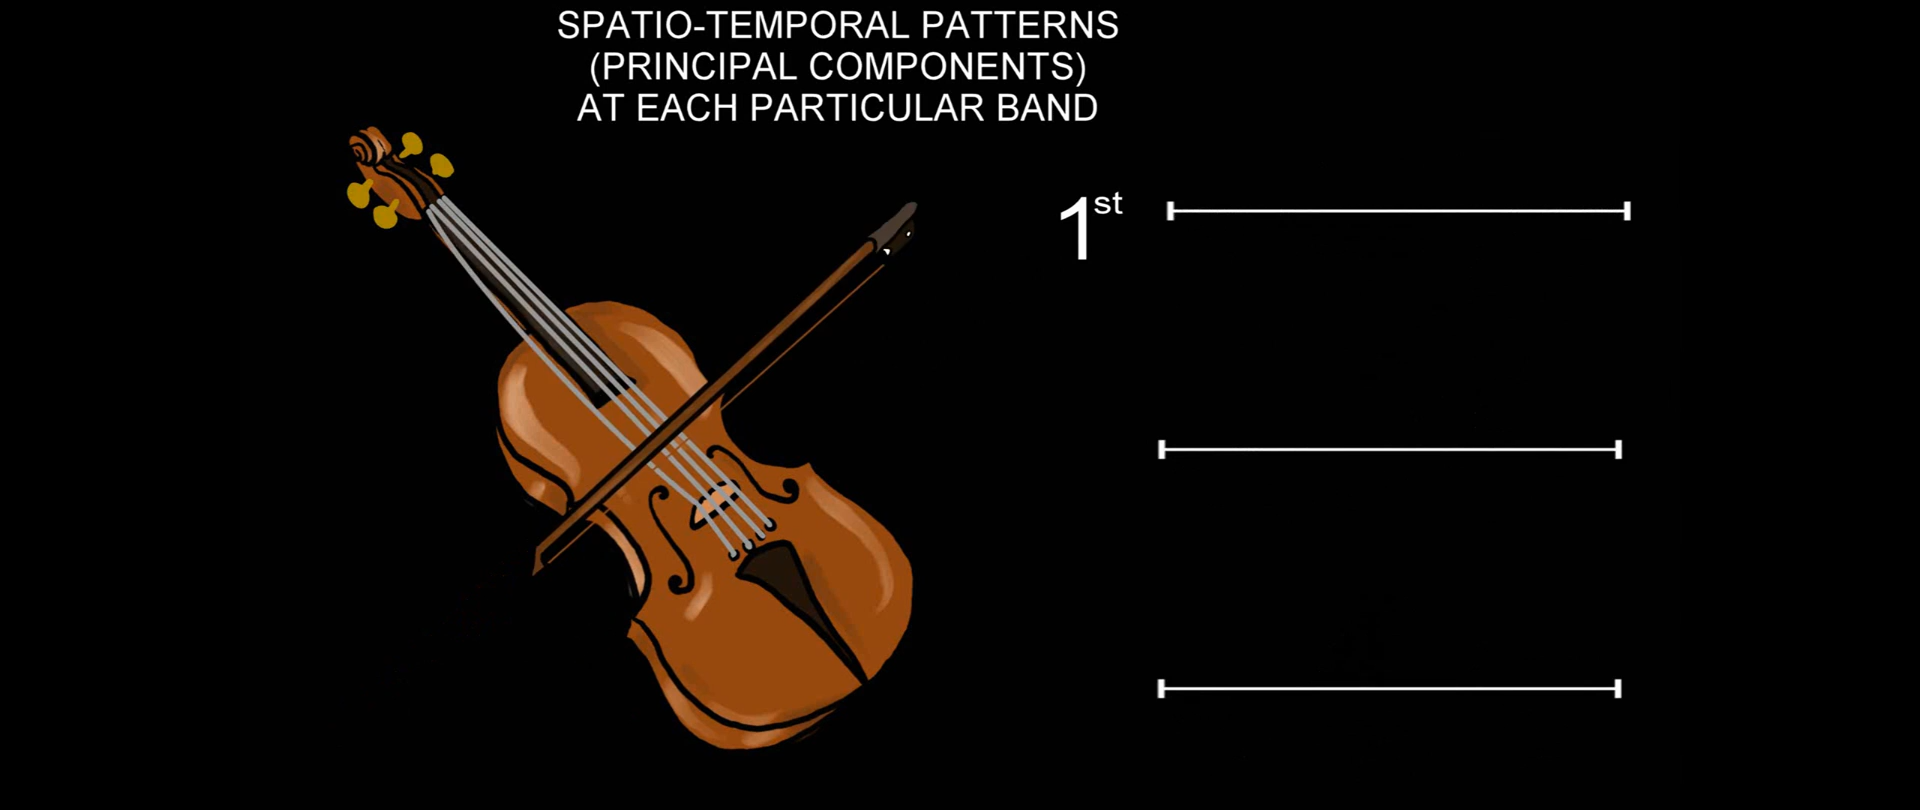 SPATIO-TEMPORAL PATTERNS
(PRINCIPAL COMPONENTS)
AT EACH PARTICULAR BAND
1st